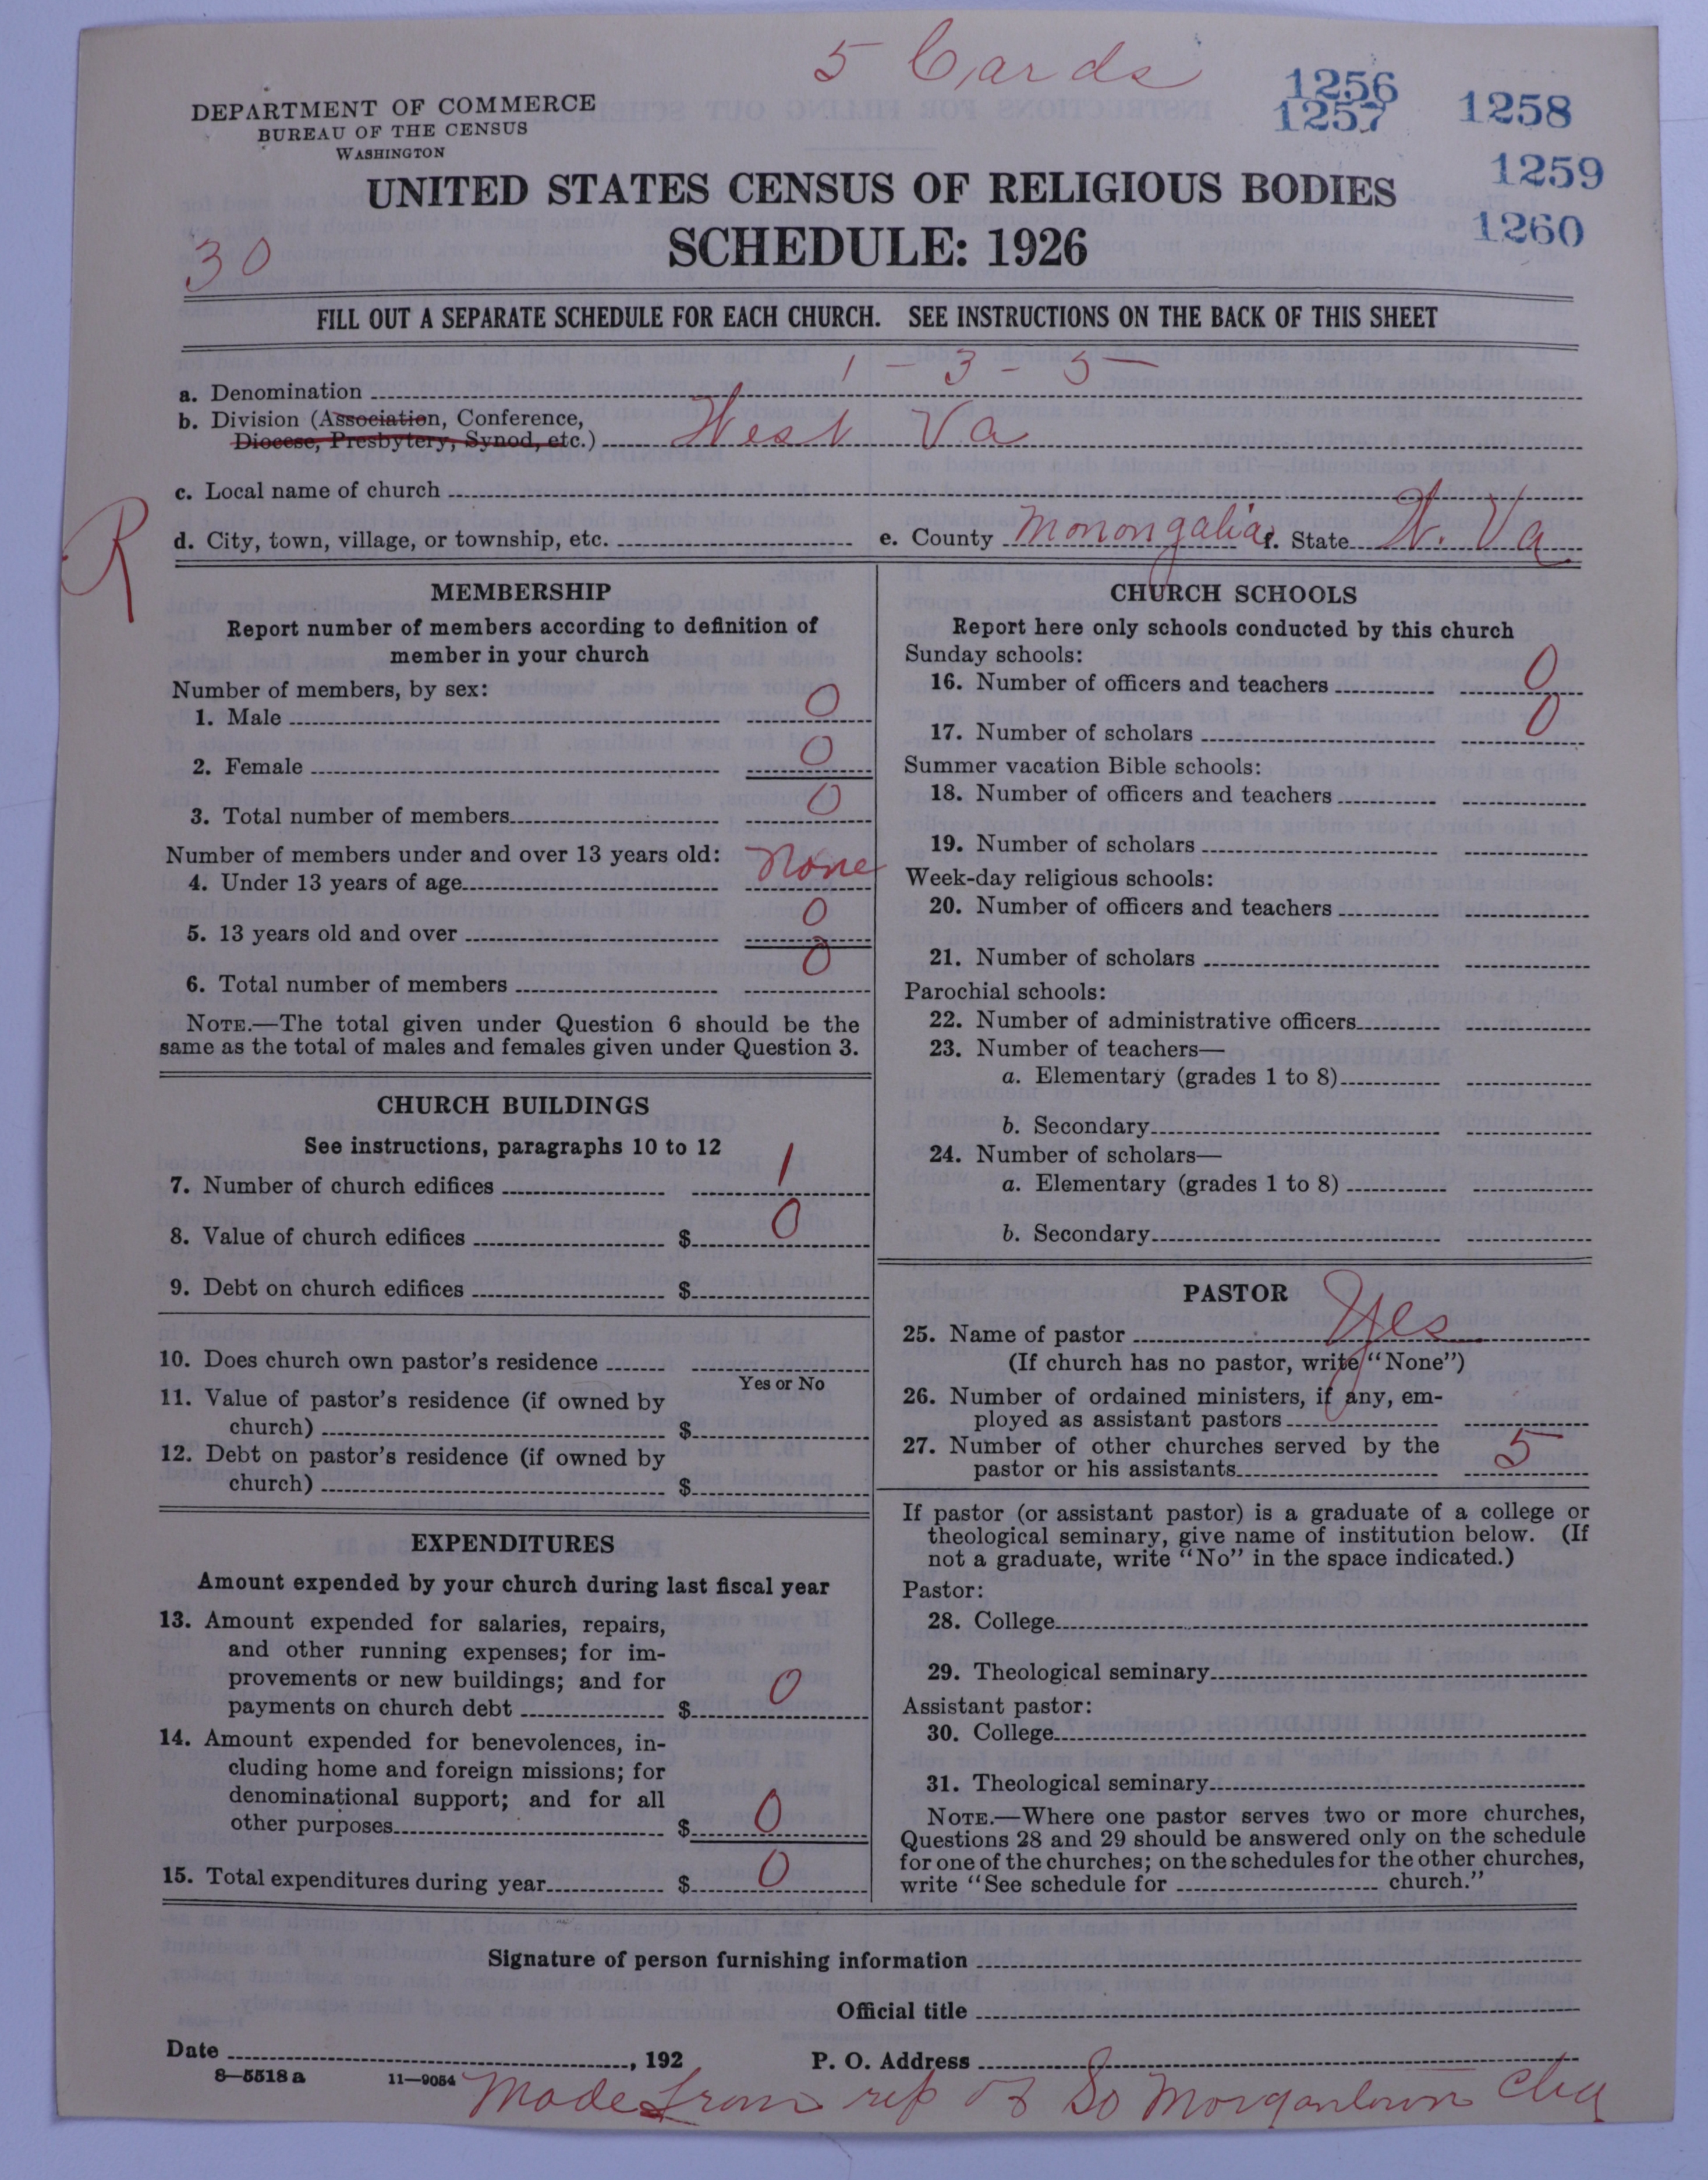 5 Cards
1256
1257
1258
1259
1260
DEPARTMENT OF COMMERCE
BUREAU OF THE CENSUS
WASHINGTON
UNITED STATES CENSUS OF RELIGIOUS BODIES
SCHEDULE: 1926
30
FILL OUT A SEPARATE SCHEDULE FOR EACH CHURCH. SEE INSTRUCTIONS ON THE BACK OF THIS SHEET
a. Denomination 1-3-5
b. Division (Association, Conference,
Diocese, Presbytery, Synod, etc.) West Va
c. Local name of church
R
d. City, town, village, or township, etc. e. County Monongalia f. State W. Va
MEMBERSHIP
Report number of members according to definition of
member in your church
Number of members, by sex:
1. Male 0
2. Female 0
3. Total number of members 0
Number of members under and over 13 years old:
4. Under 13 years of age none
5. 13 years old and over 0
6. Total number of members 0
NOTE.—The total given under Question 6 should be the
same as the total of males and females given under Question 3.
CHURCH BUILDINGS
See instructions, paragraphs 10 to 12
7. Number of church edifices 1
8. Value of church edifices $ 0
9. Debt on church edifices $
10. Does church own pastor's residence
Yes or No
11. Value of pastor's residence (if owned by
church) $
12. Debt on pastor's residence (if owned by
church) $
EXPENDITURES
Amount expended by your church during last fiscal year
13. Amount expended for salaries, repairs,
and other running expenses; for im-
provements or new buildings; and for
payments on church debt $ 0
14. Amount expended for benevolences, in-
cluding home and foreign missions; for
denominational support; and for all
other purposes $ 0
15. Total expenditures during year $ 0
CHURCH SCHOOLS
Report here only schools conducted by this church
Sunday schools:
16. Number of officers and teachers 0
17. Number of scholars 0
Summer vacation Bible schools:
18. Number of officers and teachers
19. Number of scholars
Week-day religious schools:
20. Number of officers and teachers
21. Number of scholars
Parochial schools:
22. Number of administrative officers
23. Number of teachers—
a. Elementary (grades 1 to 8)
b. Secondary
24. Number of scholars—
a. Elementary (grades 1 to 8)
b. Secondary
PASTOR
25. Name of pastor Yes
(If church has no pastor, write "None")
26. Number of ordained ministers, if any, em-
ployed as assistant pastors
27. Number of other churches served by the
pastor or his assistants 5
If pastor (or assistant pastor) is a graduate of a college or
theological seminary, give name of institution below. (If
not a graduate, write "No" in the space indicated.)
Pastor:
28. College
29. Theological seminary
Assistant pastor:
30. College
31. Theological seminary
NOTE.—Where one pastor serves two or more churches,
Questions 28 and 29 should be answered only on the schedule
for one of the churches; on the schedules for the other churches,
write "See schedule for church."
Signature of person furnishing information
Official title
Date , 192 P. O. Address
8—5518 a 11—9054
Made from rep of So Morgantown Chg